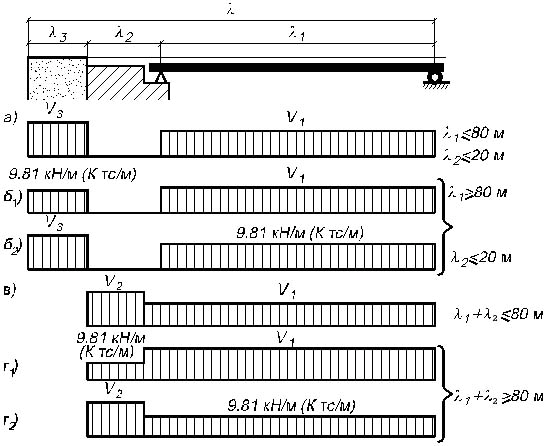 λ
λ3 λ2 λ1
а) V3 V1 λ1⩽80 м
λ2⩽20 м
9.81 кН/м (К тс/м) V1
б1) λ1⩾80 м
V3
б2) 9.81 кН/м (К тс/м)
λ2⩽20 м
в) V2 V1
λ1+λ2⩽80 м
9.81 кН/м
(К тс/м) V1
г1)
λ1+λ2⩾80 м
V2
г2) 9.81 кН/м (К тс/м)